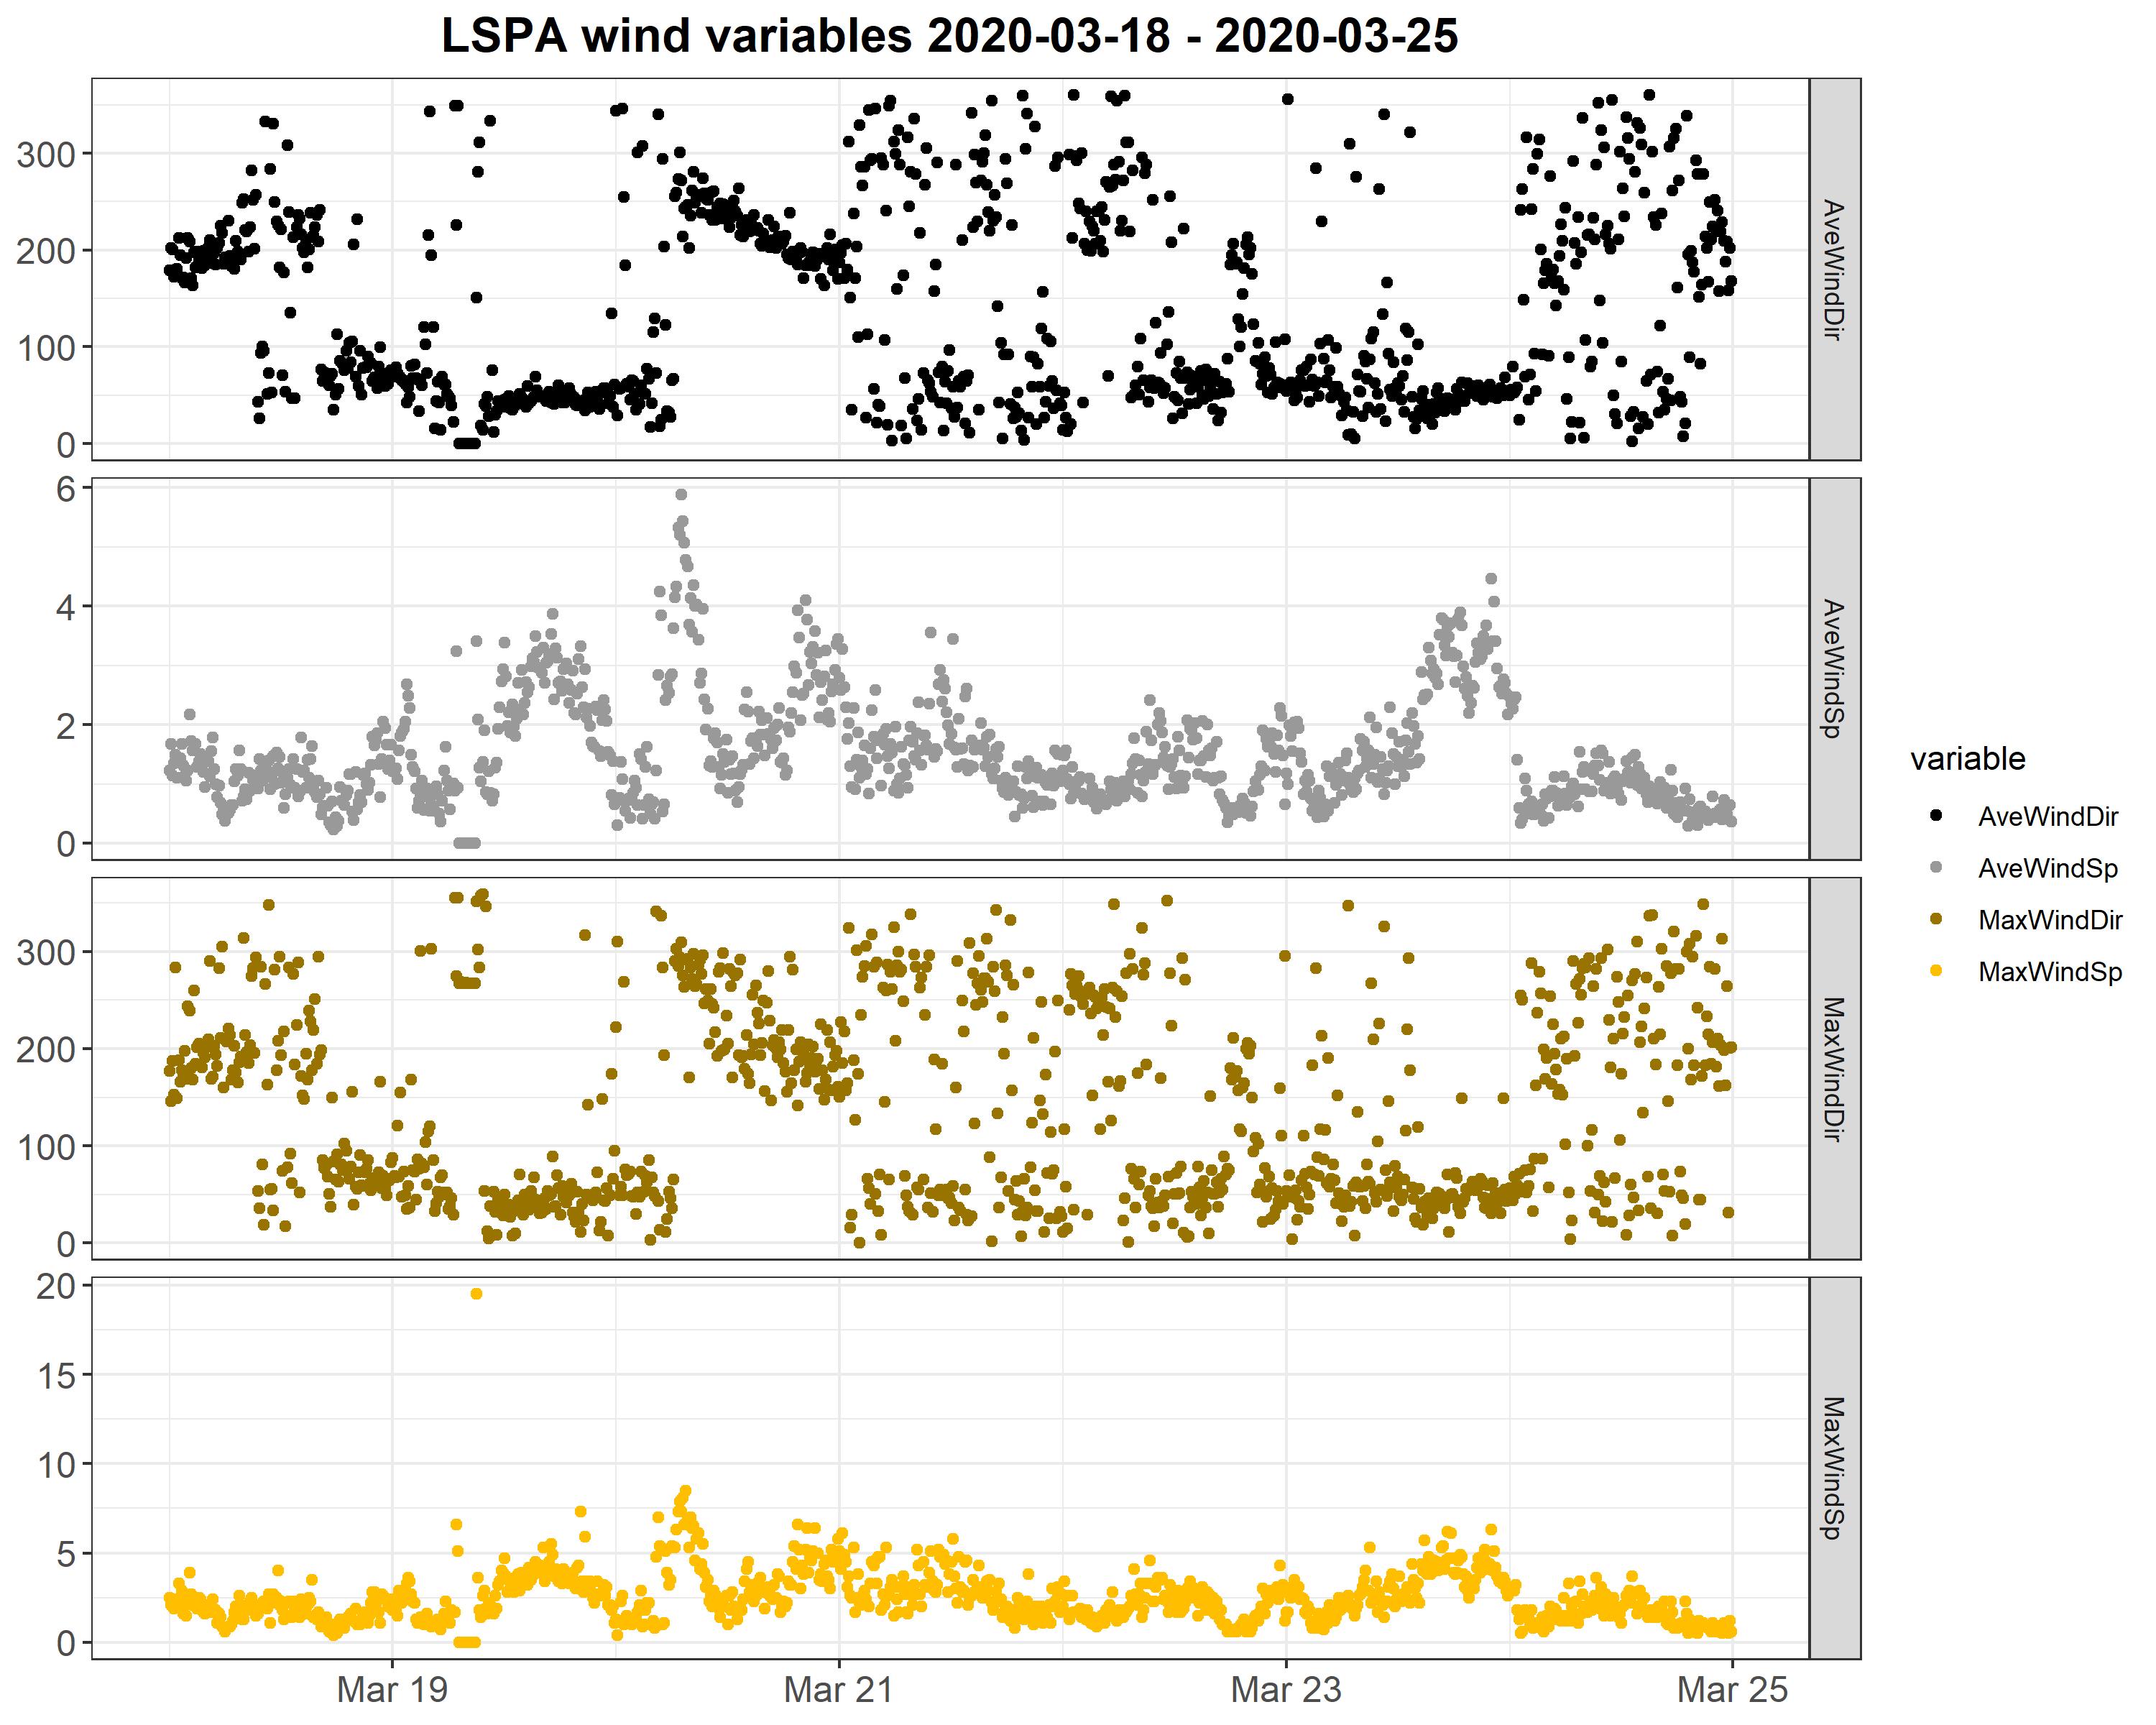 LSPA wind variables 2020-03-18 - 2020-03-25
300
200
100
0
AveWindDir
6
4
2
0
AveWindSp
300
200
100
0
MaxWindDir
20
15
10
5
0
MaxWindSp
Mar 19 Mar 21 Mar 23 Mar 25
variable
AveWindDir
AveWindSp
MaxWindDir
MaxWindSp